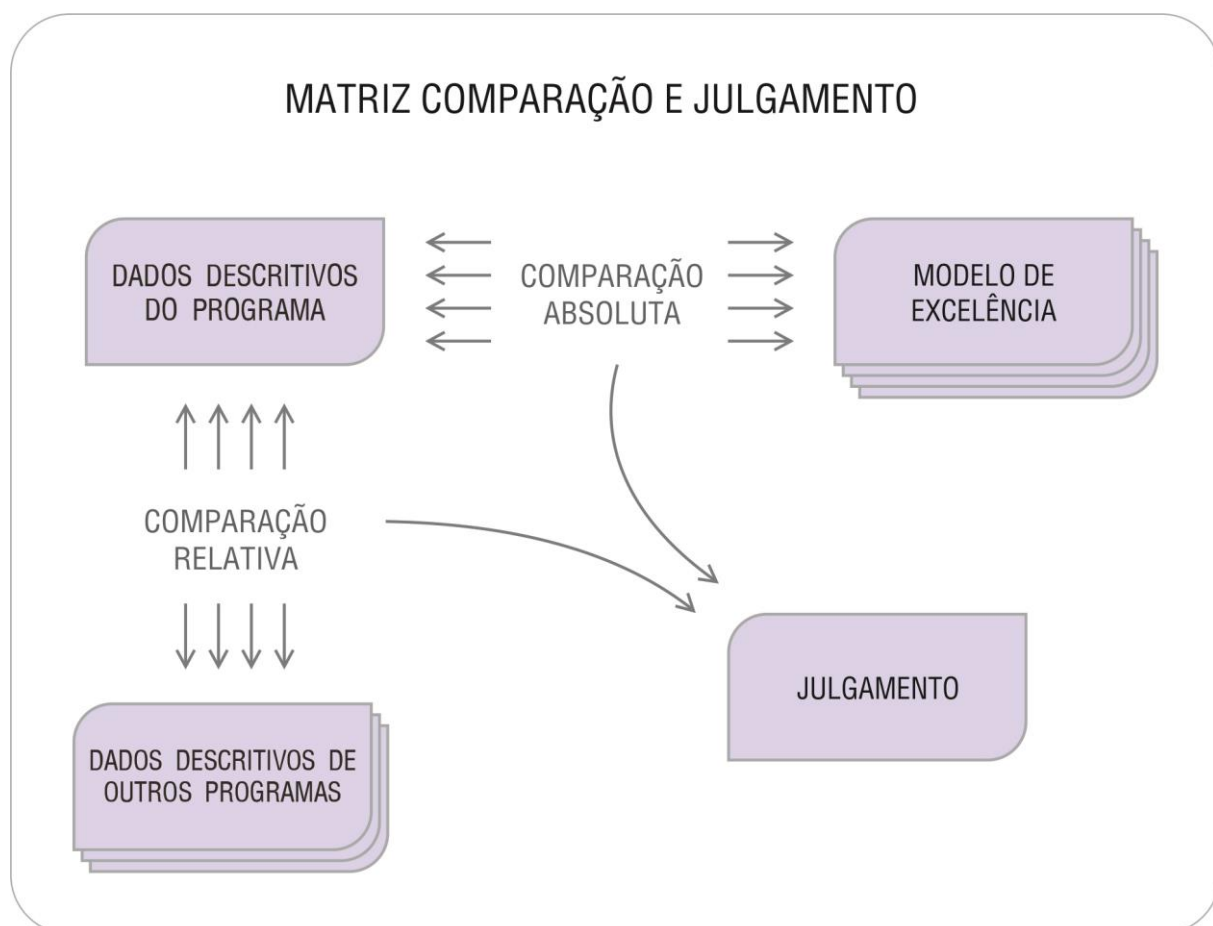 MATRIZ COMPARAÇÃO E JULGAMENTO
DADOS DESCRITIVOS
DO PROGRAMA
COMPARAÇÃO
ABSOLUTA
MODELO DE
EXCELÊNCIA
COMPARAÇÃO
RELATIVA
JULGAMENTO
DADOS DESCRITIVOS DE
OUTROS PROGRAMAS